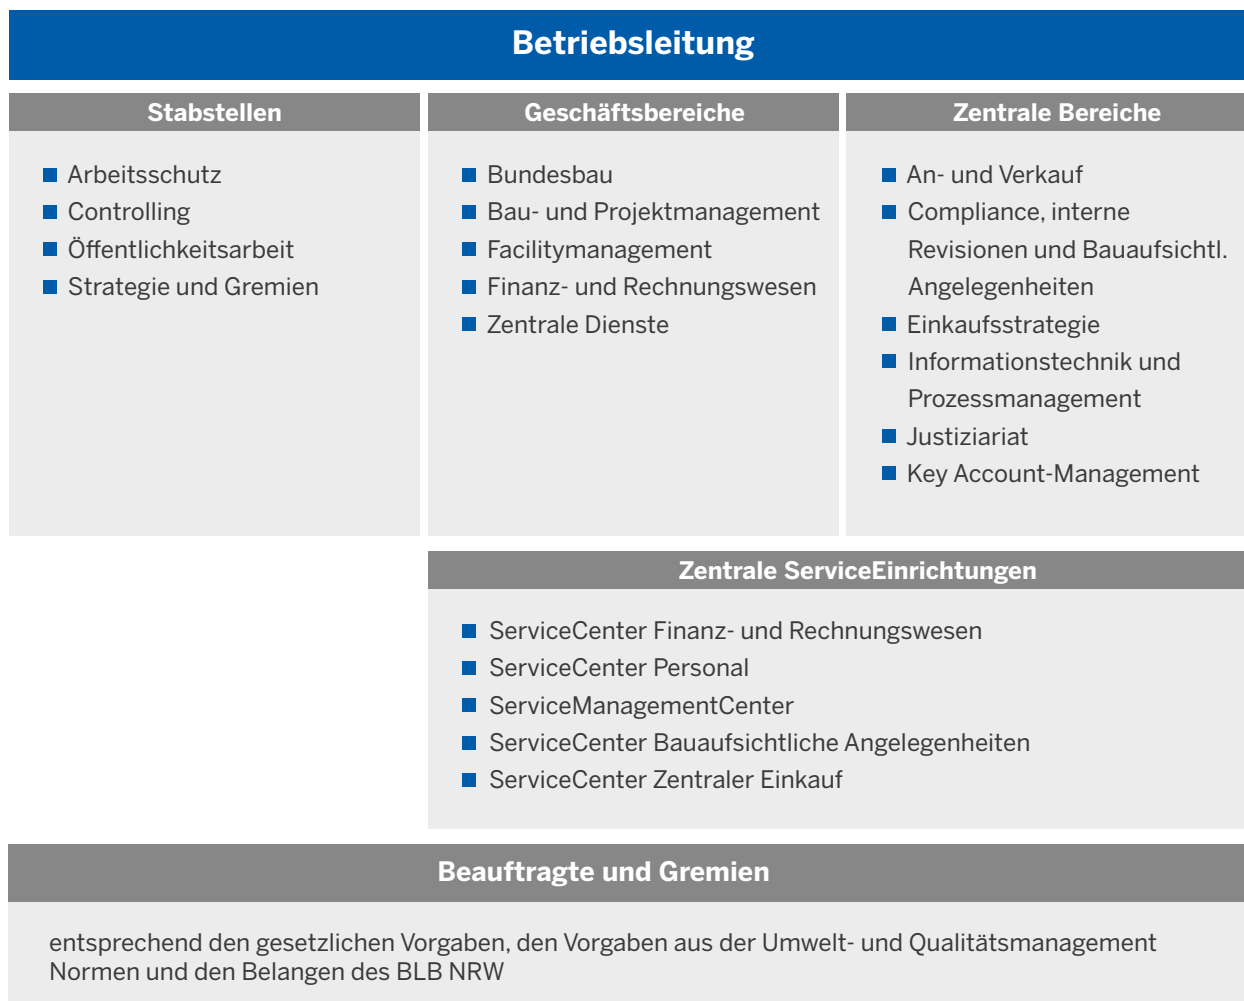 Betriebsleitung
Stabstellen
Arbeitsschutz
Controlling
Öffentlichkeitsarbeit
Strategie und Gremien
Geschäftsbereiche
Bundesbau
Bau- und Projektmanagement
Facilitymanagement
Finanz- und Rechnungswesen
Zentrale Dienste
Zentrale Bereiche
An- und Verkauf
Compliance, interne
Revisionen und Bauaufsichtl.
Angelegenheiten
Einkaufsstrategie
Informationstechnik und
Prozessmanagement
Justiziariat
Key Account-Management
Zentrale ServiceEinrichtungen
ServiceCenter Finanz- und Rechnungswesen
ServiceCenter Personal
ServiceManagementCenter
ServiceCenter Bauaufsichtliche Angelegenheiten
ServiceCenter Zentraler Einkauf
Beauftragte und Gremien
entsprechend den gesetzlichen Vorgaben, den Vorgaben aus der Umwelt- und Qualitätsmanagement
Normen und den Belangen des BLB NRW